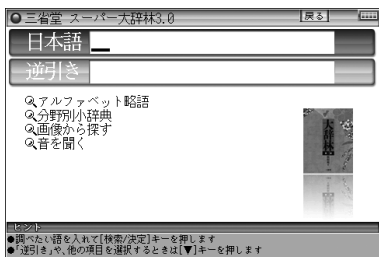 三省堂 スーパー大辞林3.0
戻る
日本語
逆引き
アルファベット略語
分野別小辞典
画像から探す
音を聞く
大辞林
ヒント
●調べたい語を入れて[検索/決定]キーを押します
●｢逆引き｣や、他の項目を選択するときは[▼]キーを押します